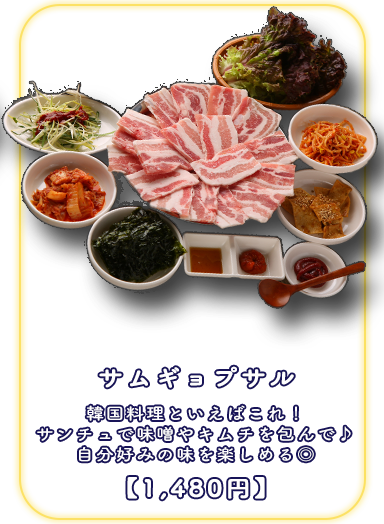 サムギョプサル
韓国料理といえばこれ！
サンチュで味噌やキムチを包んで♪
自分好みの味を楽しめる◎
【1,480円】